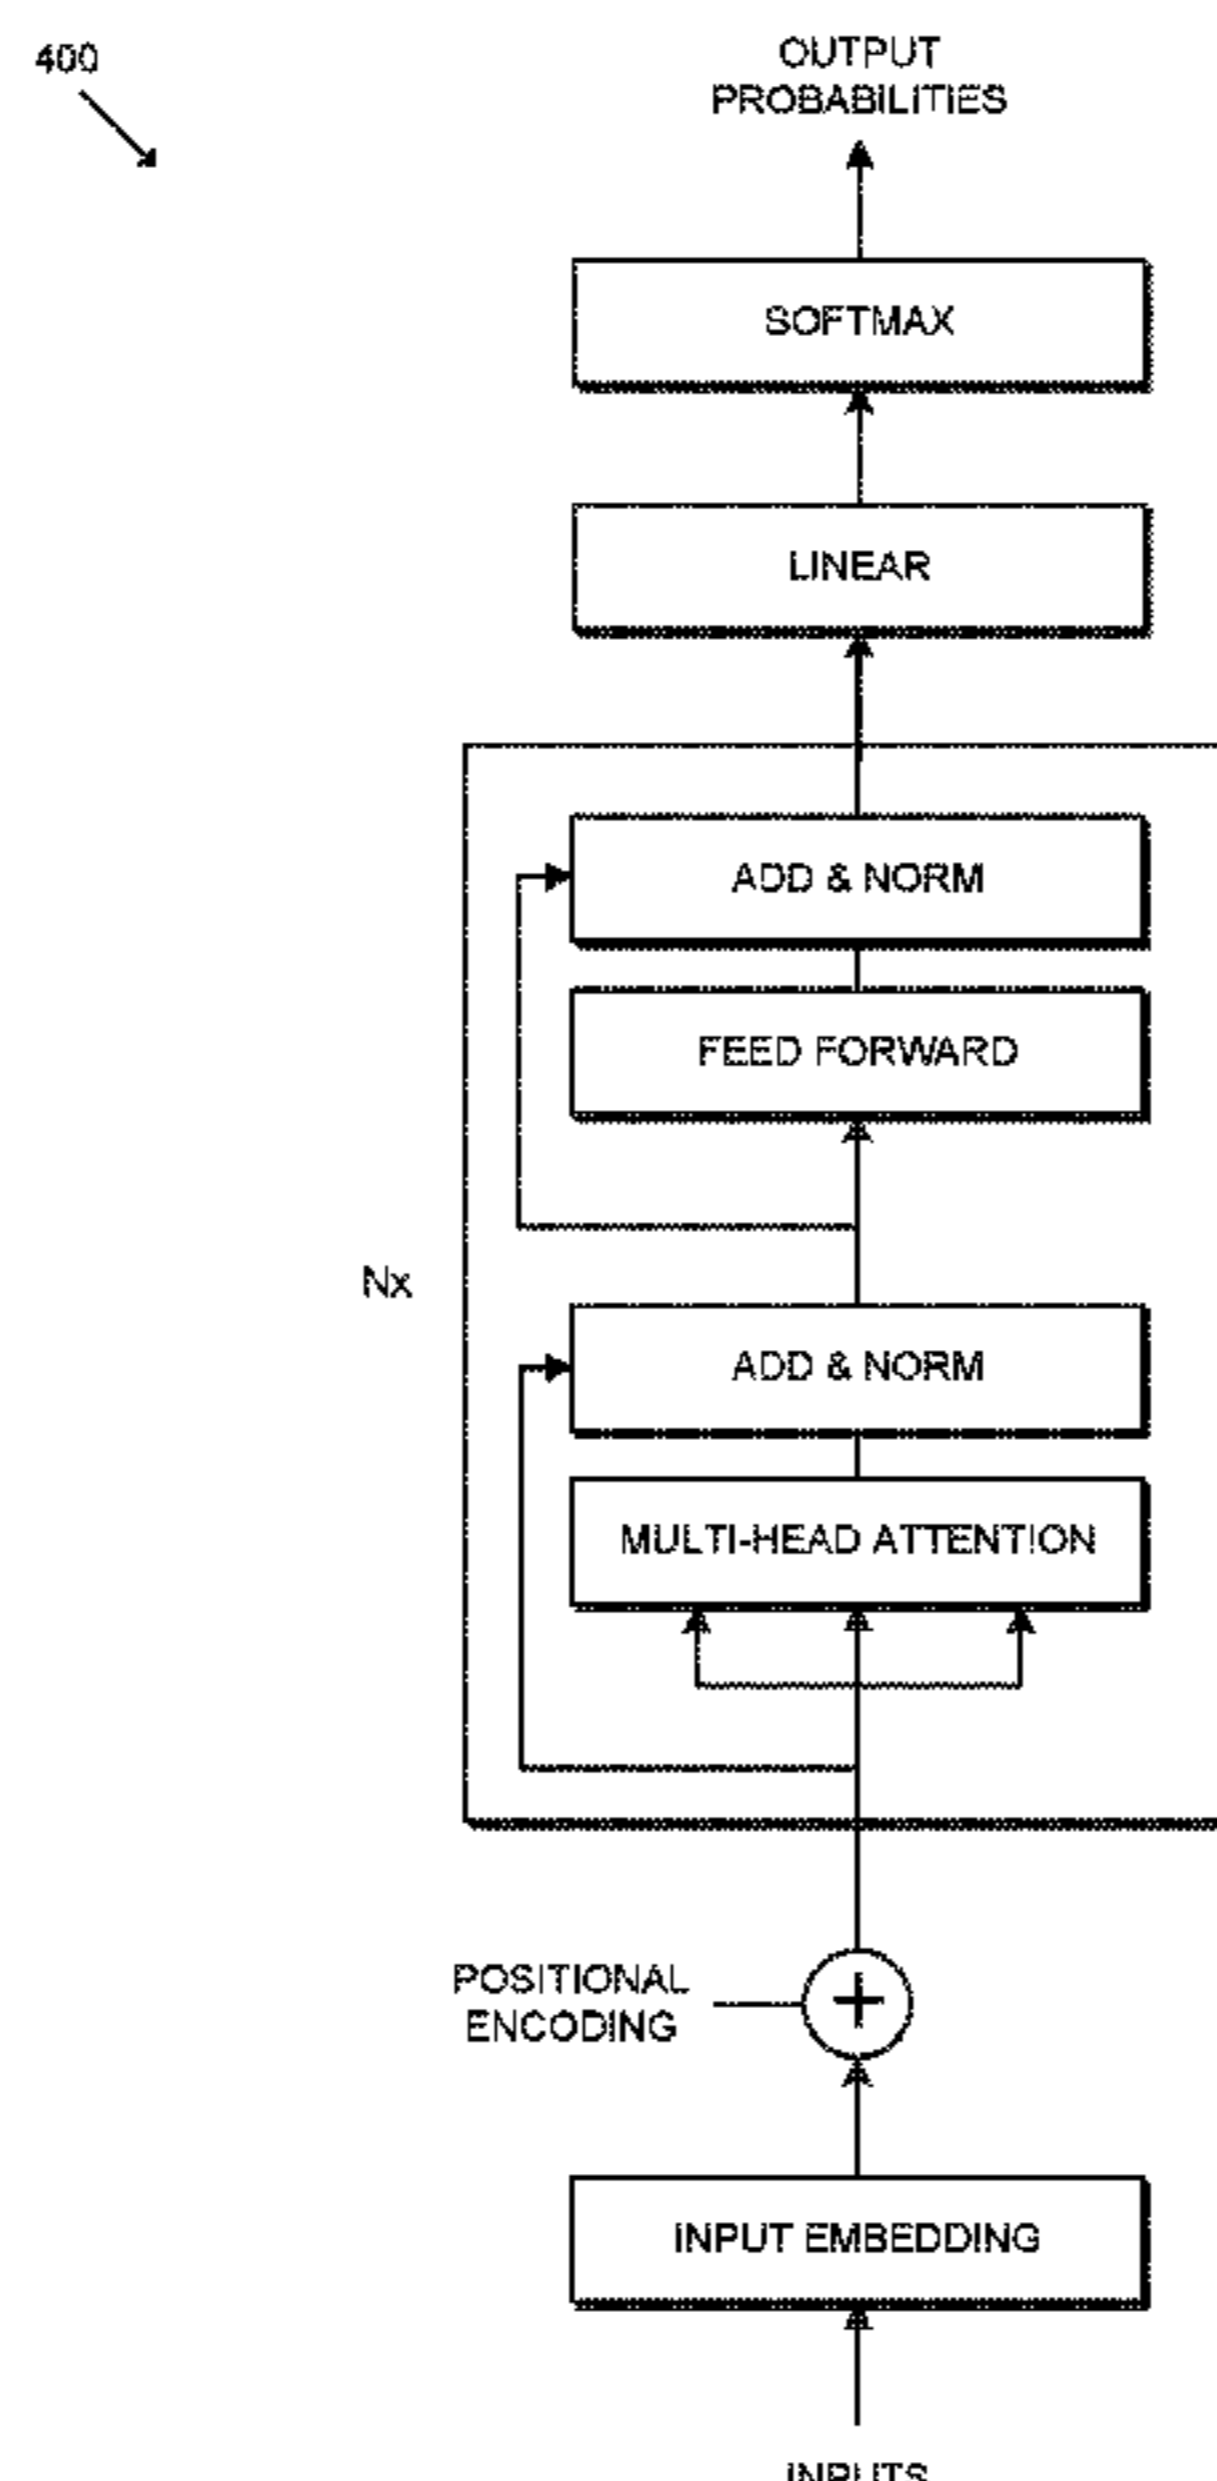 400
OUTPUT
PROBABILITIES
SOFTMAX
LINEAR
ADD & NORM
FEED FORWARD
Nx
ADD & NORM
MULTI-HEAD ATTENTION
POSITIONAL
ENCODING
+
INPUT EMBEDDING
INPUTS